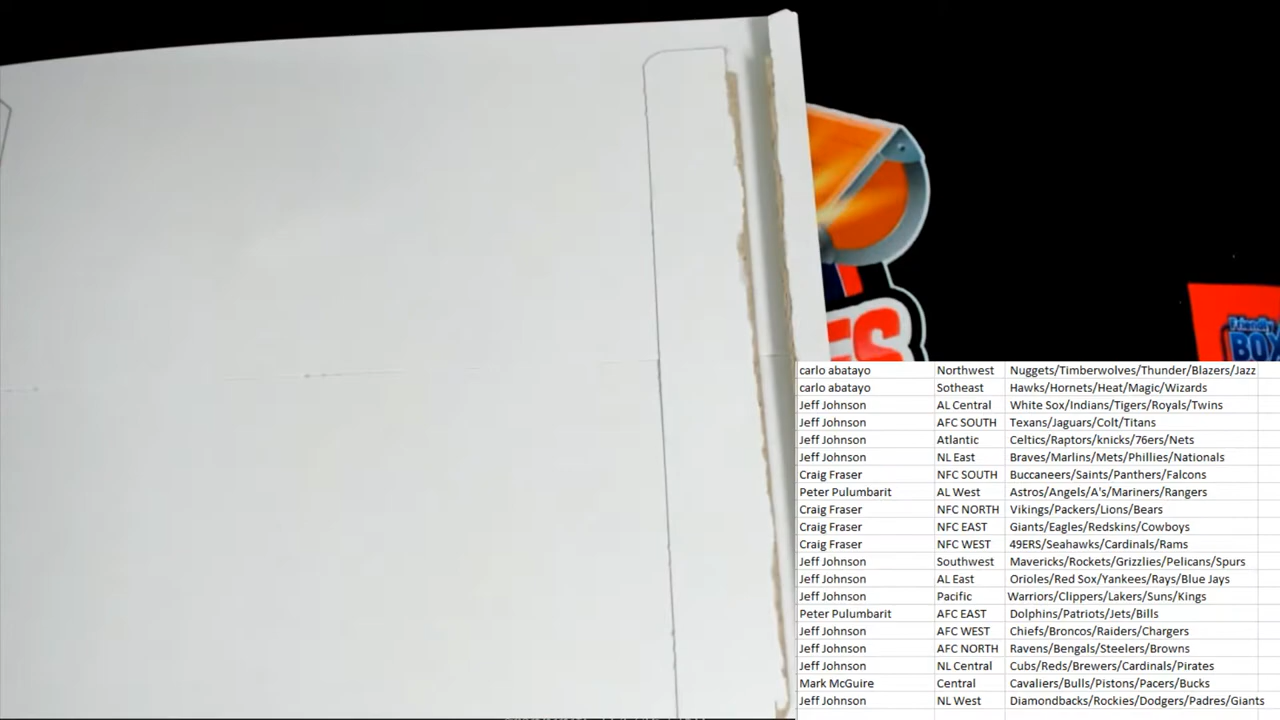 ES
Friendly
BOX
carlo abatayo Northwest Nuggets/Timberwolves/Thunder/Blazers/Jazz
carlo abatayo Sotheast Hawks/Hornets/Heat/Magic/Wizards
Jeff Johnson AL Central White Sox/Indians/Tigers/Royals/Twins
Jeff Johnson AFC SOUTH Texans/Jaguars/Colt/Titans
Jeff Johnson Atlantic Celtics/Raptors/knicks/76ers/Nets
Jeff Johnson NL East Braves/Marlins/Mets/Phillies/Nationals
Craig Fraser NFC SOUTH Buccaneers/Saints/Panthers/Falcons
Peter Pulumbarit AL West Astros/Angels/A's/Mariners/Rangers
Craig Fraser NFC NORTH Vikings/Packers/Lions/Bears
Craig Fraser NFC EAST Giants/Eagles/Redskins/Cowboys
Craig Fraser NFC WEST 49ERS/Seahawks/Cardinals/Rams
Jeff Johnson Southwest Mavericks/Rockets/Grizzlies/Pelicans/Spurs
Jeff Johnson AL East Orioles/Red Sox/Yankees/Rays/Blue Jays
Jeff Johnson Pacific Warriors/Clippers/Lakers/Suns/Kings
Peter Pulumbarit AFC EAST Dolphins/Patriots/Jets/Bills
Jeff Johnson AFC WEST Chiefs/Broncos/Raiders/Chargers
Jeff Johnson AFC NORTH Ravens/Bengals/Steelers/Browns
Jeff Johnson NL Central Cubs/Reds/Brewers/Cardinals/Pirates
Mark McGuire Central Cavaliers/Bulls/Pistons/Pacers/Bucks
Jeff Johnson NL West Diamondbacks/Rockies/Dodgers/Padres/Giants